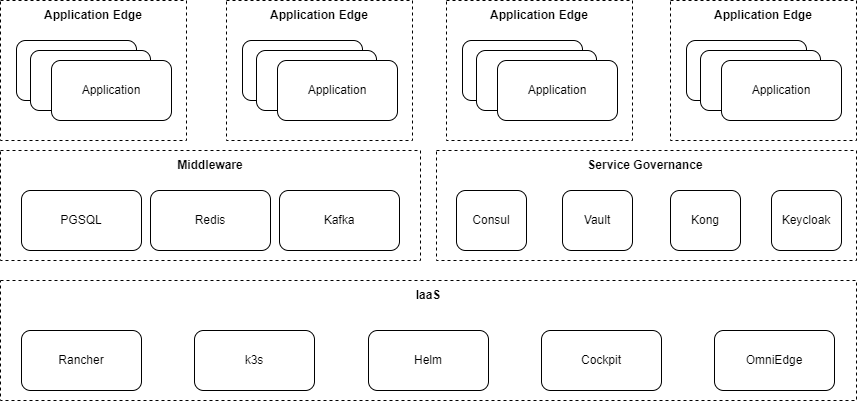 Application Edge
Application Edge
Application Edge
Application Edge
Application
Application
Application
Application
Middleware
Service Governance
PGSQL
Redis
Kafka
Consul
Vault
Kong
Keycloak
IaaS
Rancher
k3s
Helm
Cockpit
OmniEdge